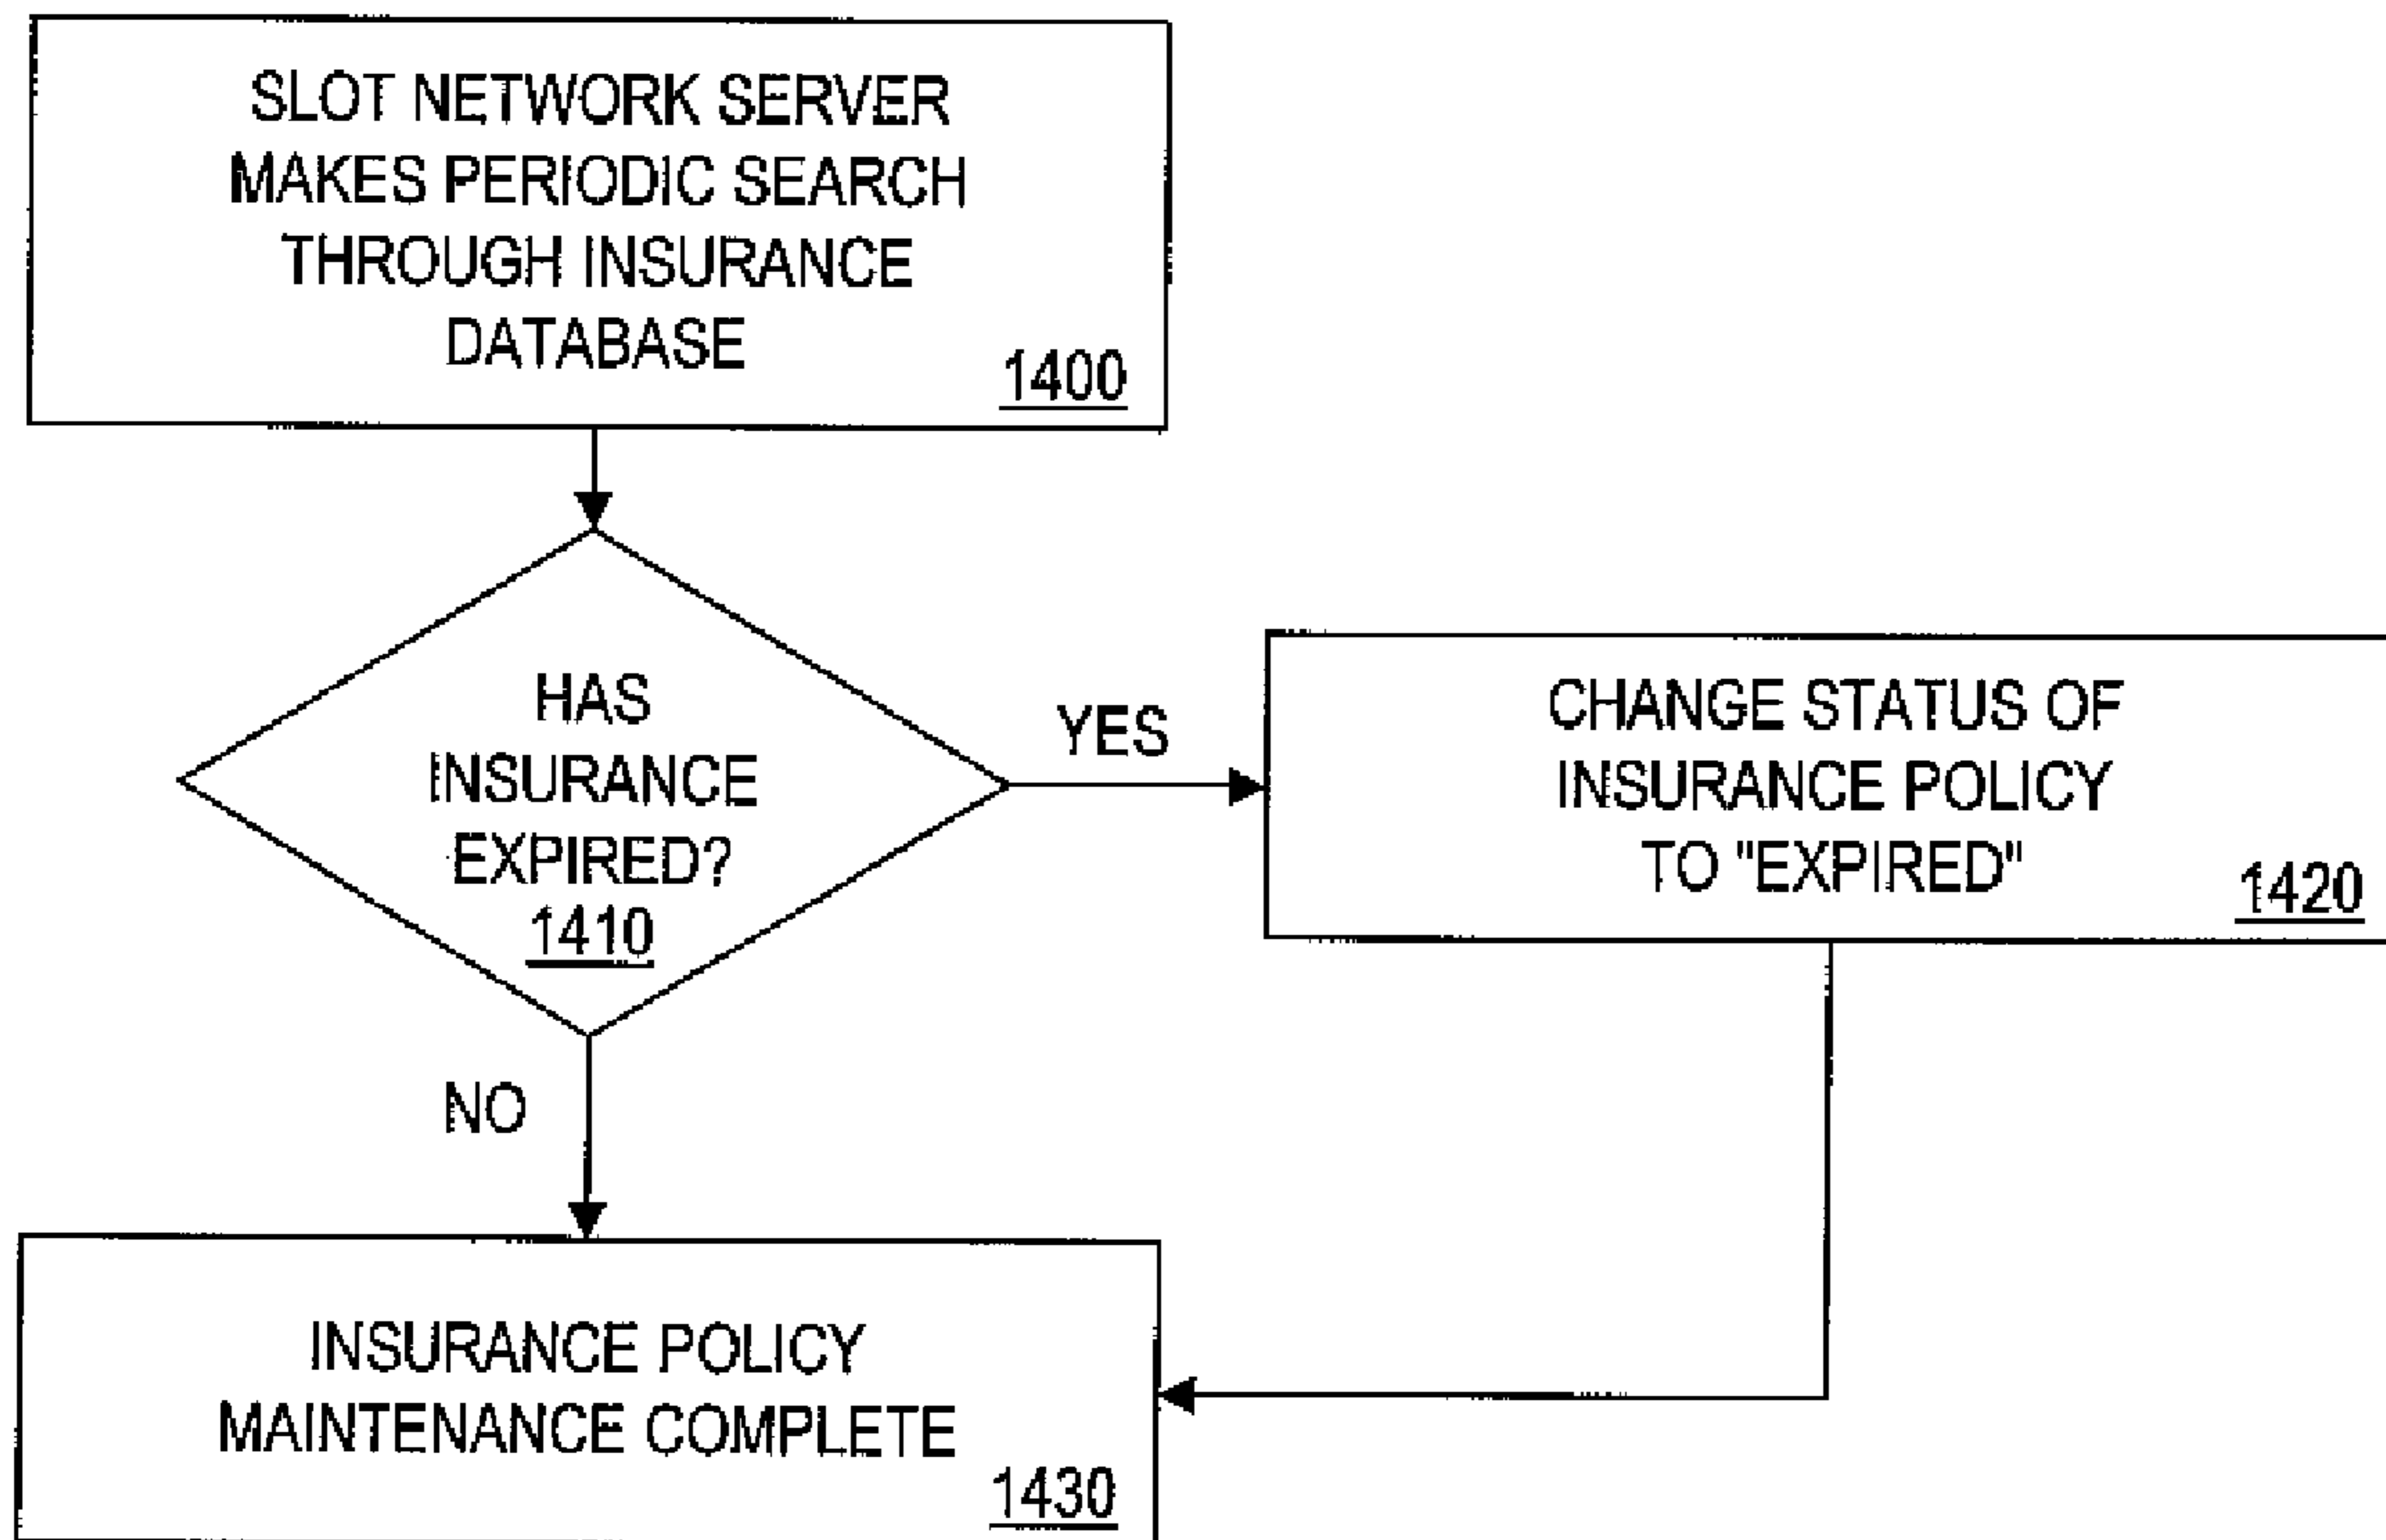 SLOT NETWORK SERVER
MAKES PERIODIC SEARCH
THROUGH INSURANCE
DATABASE
1400
HAS
INSURANCE
EXPIRED?
1410
YES
CHANGE STATUS OF
INSURANCE POLICY
TO "EXPIRED"
1420
NO
INSURANCE POLICY
MAINTENANCE COMPLETE
1430